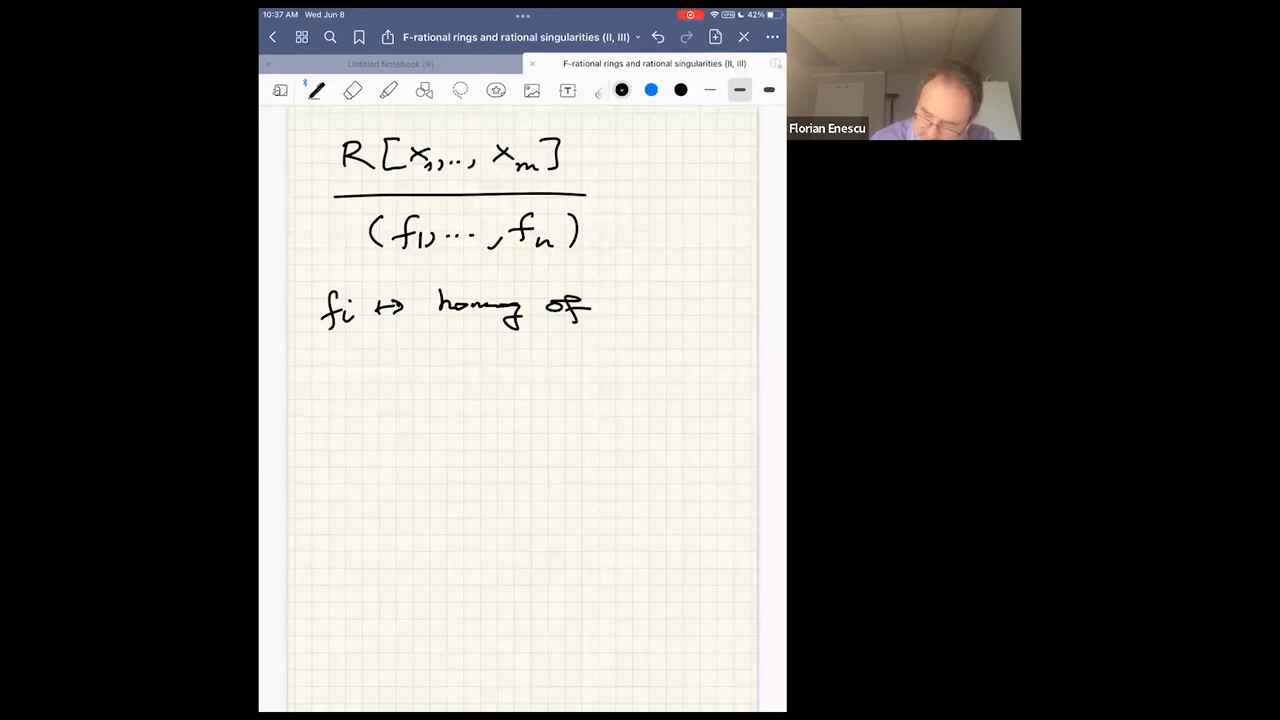 10:37 AM Wed Jun 8
42%
F-rational rings and rational singularities (II, III)
Untitled Notebook (8)
F-rational rings and rational singularities (II, III)
Florian Enescu
R[x₁,..., xₘ]
(f₁, ..., fₙ)
fᵢ ↔ homog of